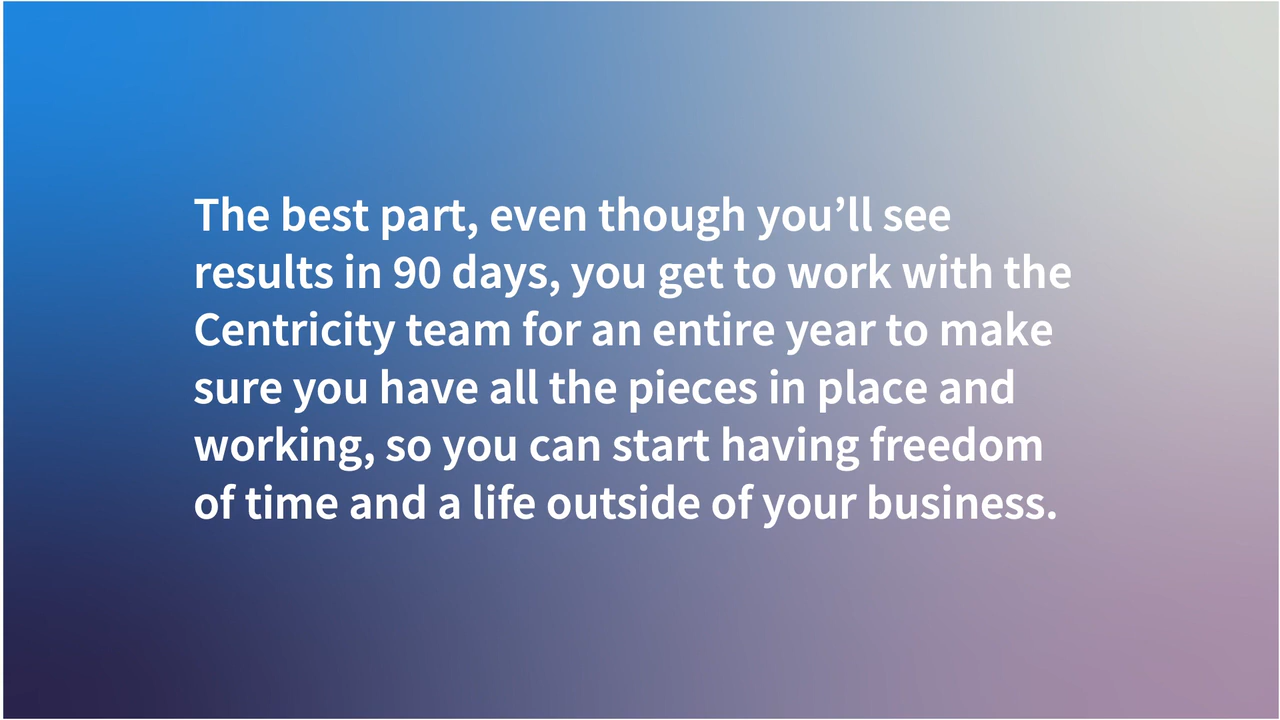 The best part, even though you’ll see
results in 90 days, you get to work with the
Centricity team for an entire year to make
sure you have all the pieces in place and
working, so you can start having freedom
of time and a life outside of your business.